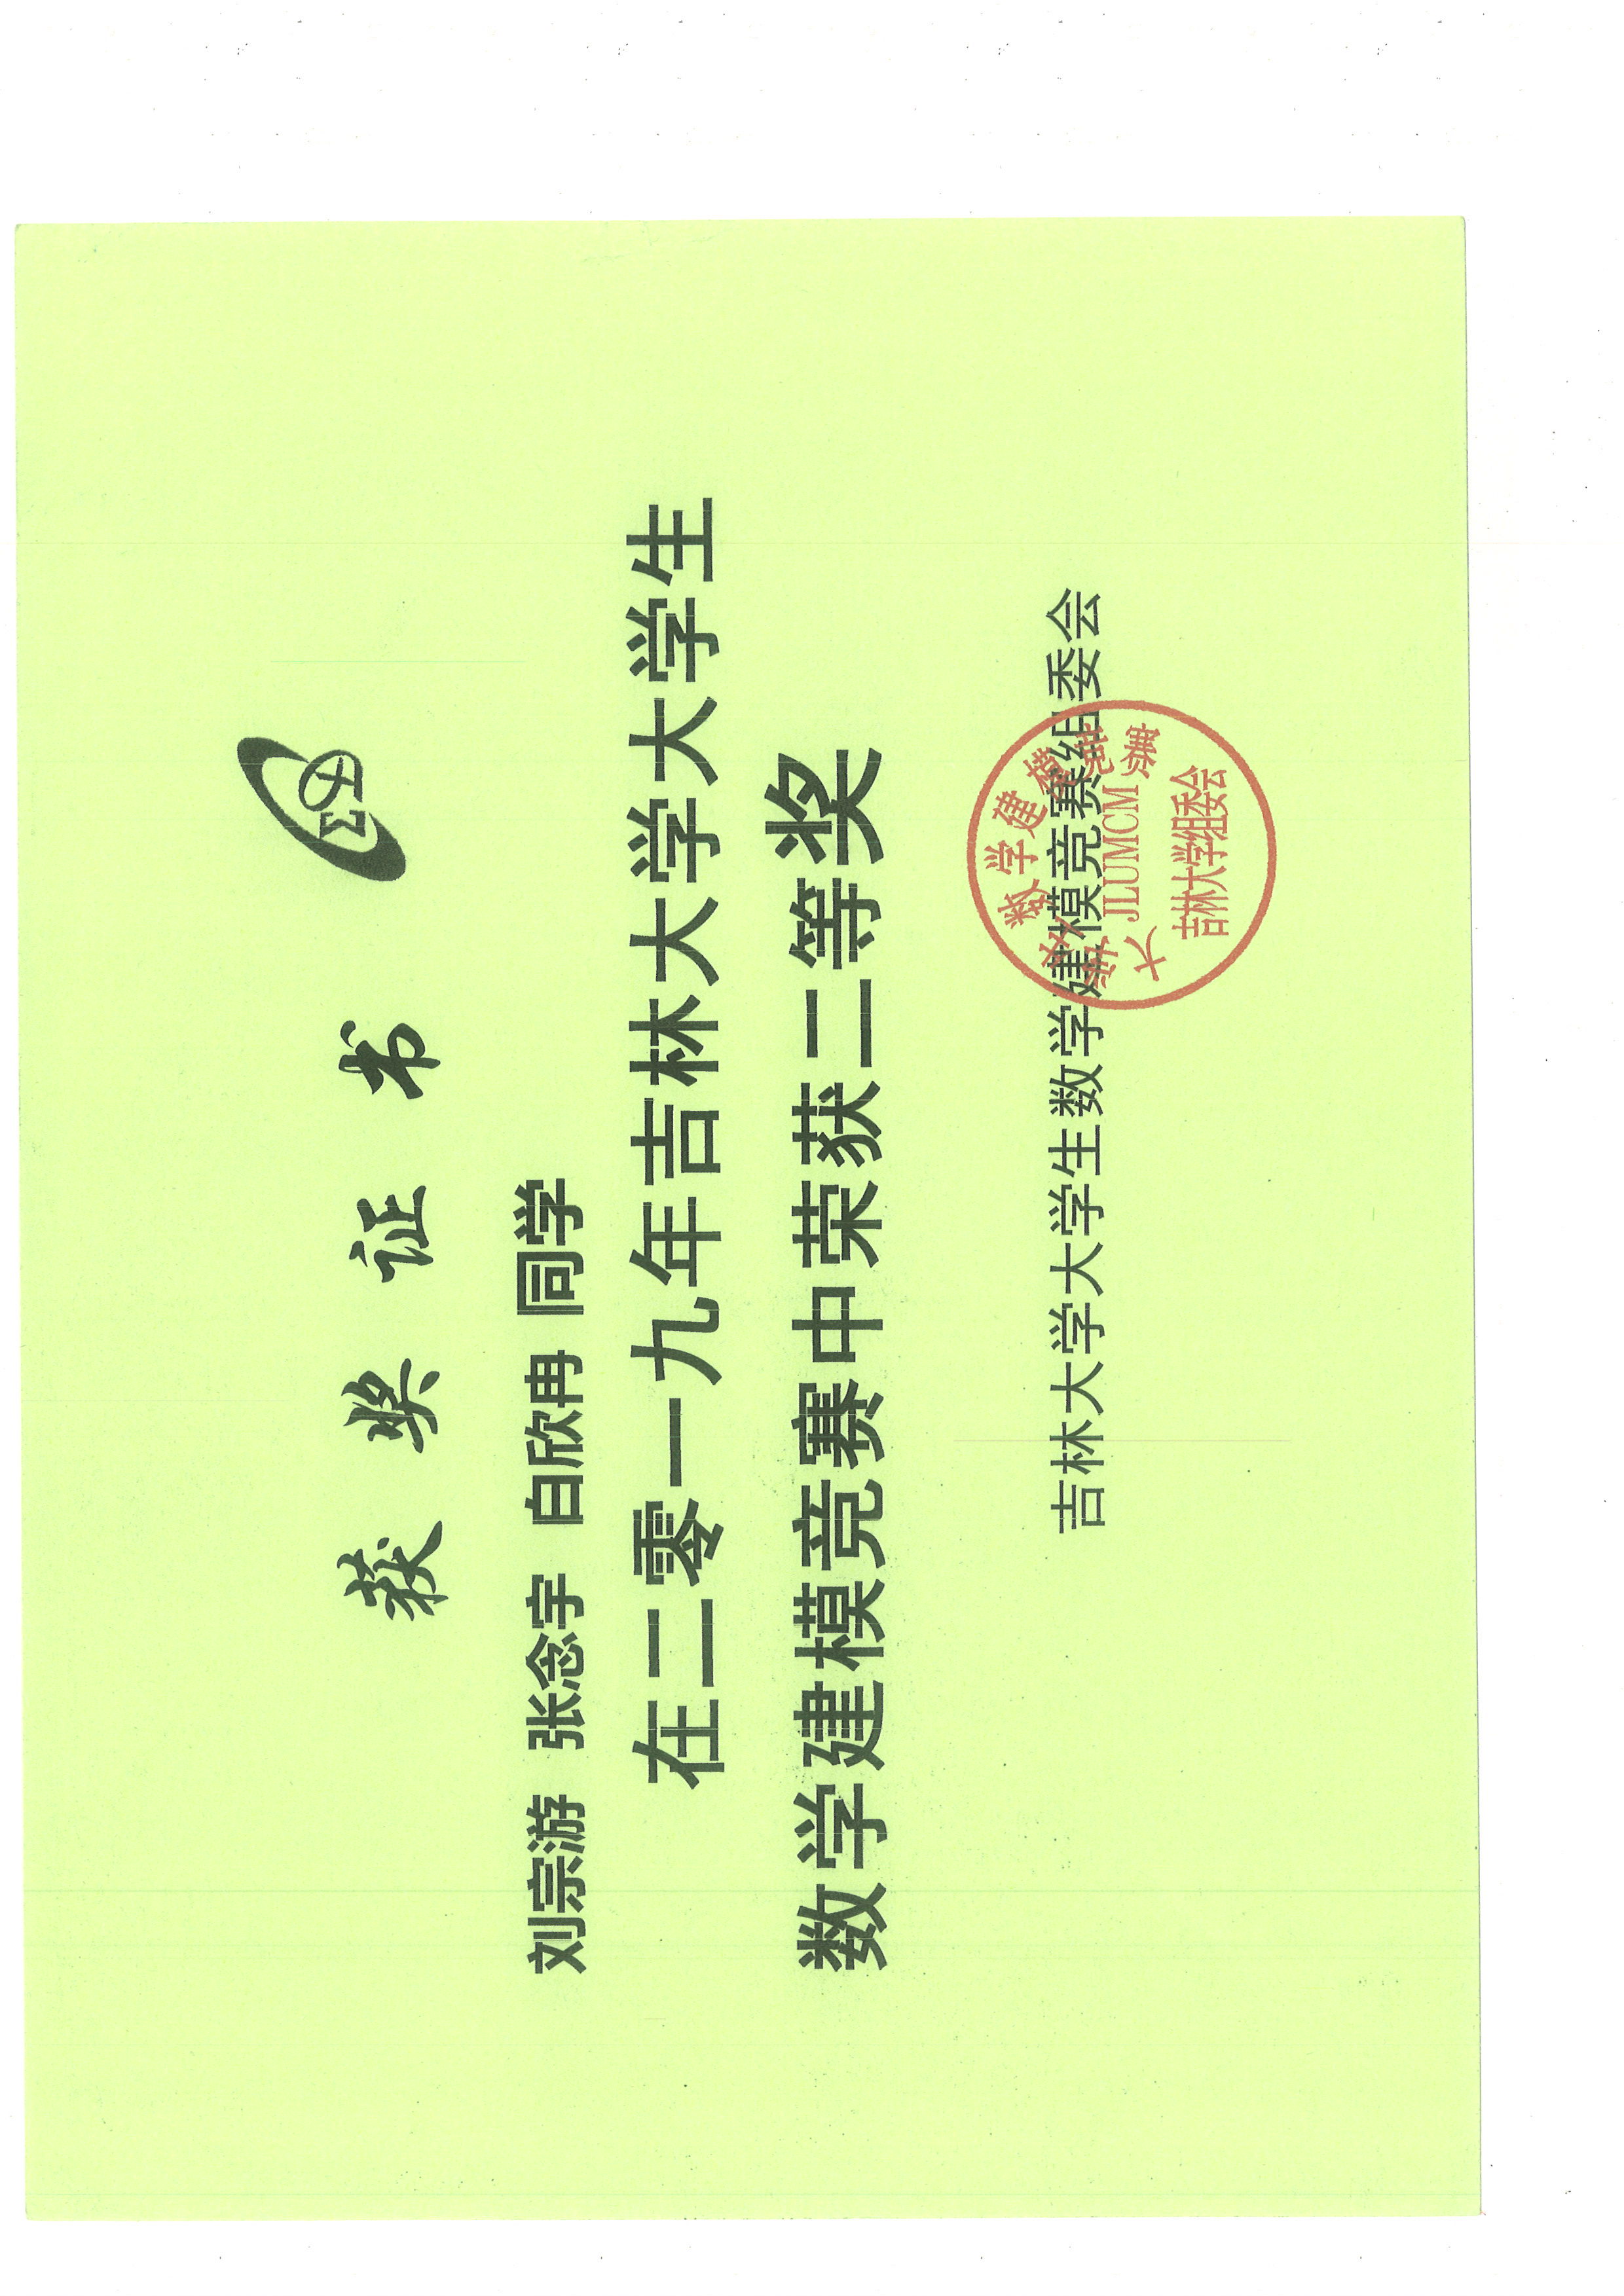 获奖证书
刘宗游 张念宇 白欣冉 同学
在二零一九年吉林大学大学生
数学建模竞赛中荣获二等奖
吉林大学大学生数学建模竞赛组委会
大学生数学建模竞赛
JLUMCM
吉林大学组委会